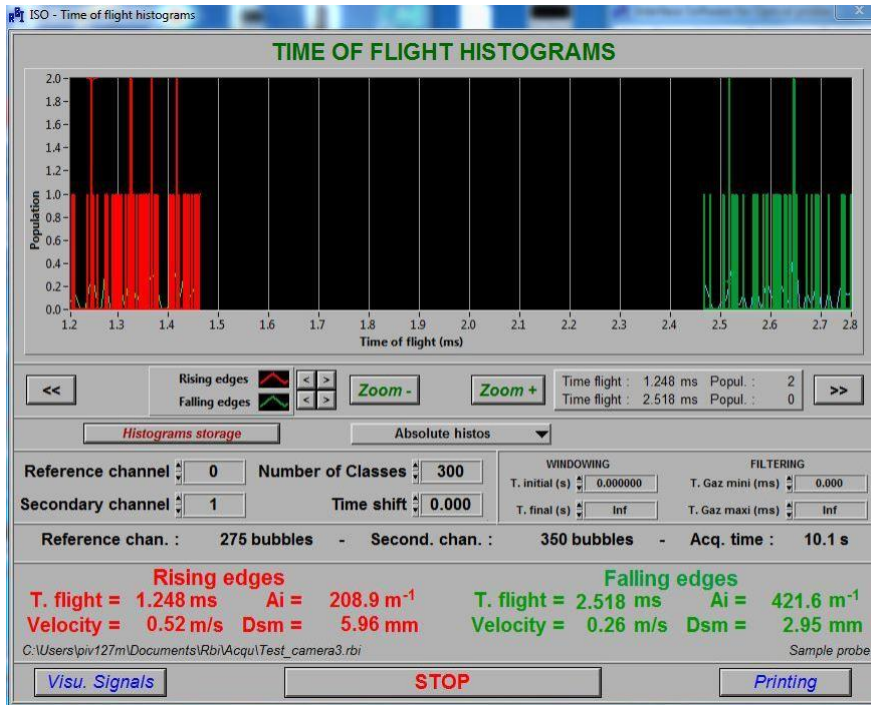 RBI ISO - Time of flight histograms
TIME OF FLIGHT HISTOGRAMS
2.0
1.8
1.6
1.4
1.2
1.0
0.8
0.6
0.4
0.2
0.0
Population
1.2 1.3 1.4 1.5 1.6 1.7 1.8 1.9 2.0 2.1 2.2 2.3 2.4 2.5 2.6 2.7 2.8
Time of flight (ms)
<< Rising edges < > Zoom - Zoom + Time flight : 1.248 ms Popul. : 2 >>
Falling edges < > Time flight : 2.518 ms Popul. : 0
Histograms storage Absolute histos
Reference channel 0 Number of Classes 300
Secondary channel 1 Time shift 0.000
WINDOWING FILTERING
T. initial (s) 0.000000 T. Gaz mini (ms) 0.000
T. final (s) Inf T. Gaz maxi (ms) Inf
Reference chan. : 275 bubbles - Second. chan. : 350 bubbles - Acq. time : 10.1 s
Rising edges
T. flight = 1.248 ms Ai = 208.9 m⁻¹
Velocity = 0.52 m/s Dsm = 5.96 mm
Falling edges
T. flight = 2.518 ms Ai = 421.6 m⁻¹
Velocity = 0.26 m/s Dsm = 2.95 mm
C:\Users\piv127m\Documents\Rbi\Acqu\Test_camera3.rbi Sample probe
Visu. Signals STOP Printing